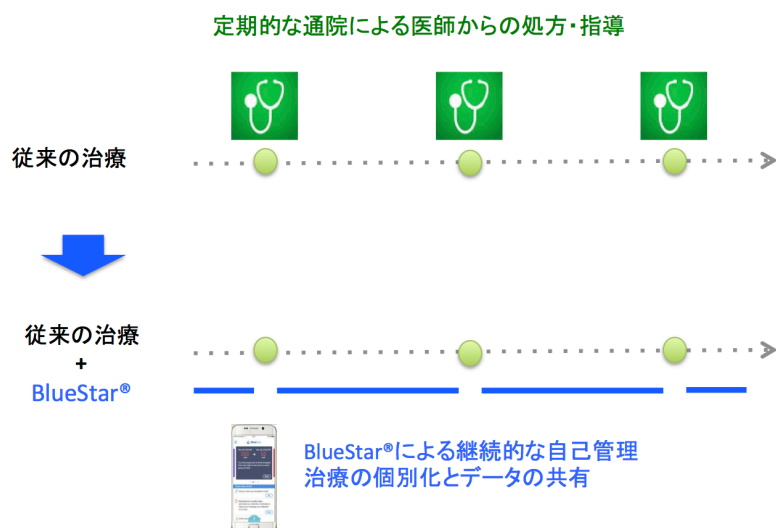 定期的な通院による医師からの処方・指導
従来の治療
従来の治療
+
BlueStar®
BlueStar®による継続的な自己管理
治療の個別化とデータの共有